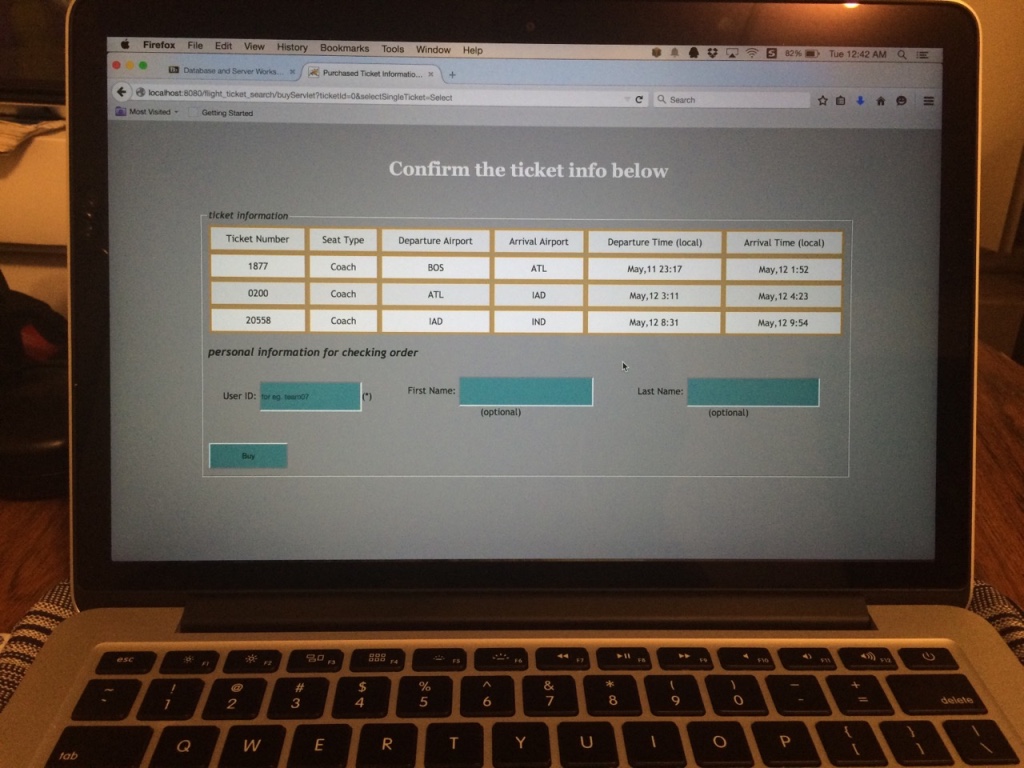 Firefox File Edit View History Bookmarks Tools Window Help 82% Tue 12:42 AM
Database and Server Works... Purchased Ticket Informatio...
localhost:8080/flight_ticket_search/buyServlet?ticketId=0&selectSingleTicket=Select Search
Most Visited Getting Started
Confirm the ticket info below
ticket information
Ticket Number Seat Type Departure Airport Arrival Airport Departure Time (local) Arrival Time (local)
1877 Coach BOS ATL May,11 23:17 May,12 1:52
0200 Coach ATL IAD May,12 3:11 May,12 4:23
20558 Coach IAD IND May,12 8:31 May,12 9:54
personal information for checking order
User ID: for eg. team07 (*) First Name: Last Name:
(optional) (optional)
Buy
esc F1 F2 F3 F4 F5 F6 F7 F8 F9 F10 F11 F12
~ ! @ # $ % ^ & * ( ) – +
` 1 2 3 4 5 6 7 8 9 0 - = delete
tab Q W E R T Y U I O P { [ } ] | \